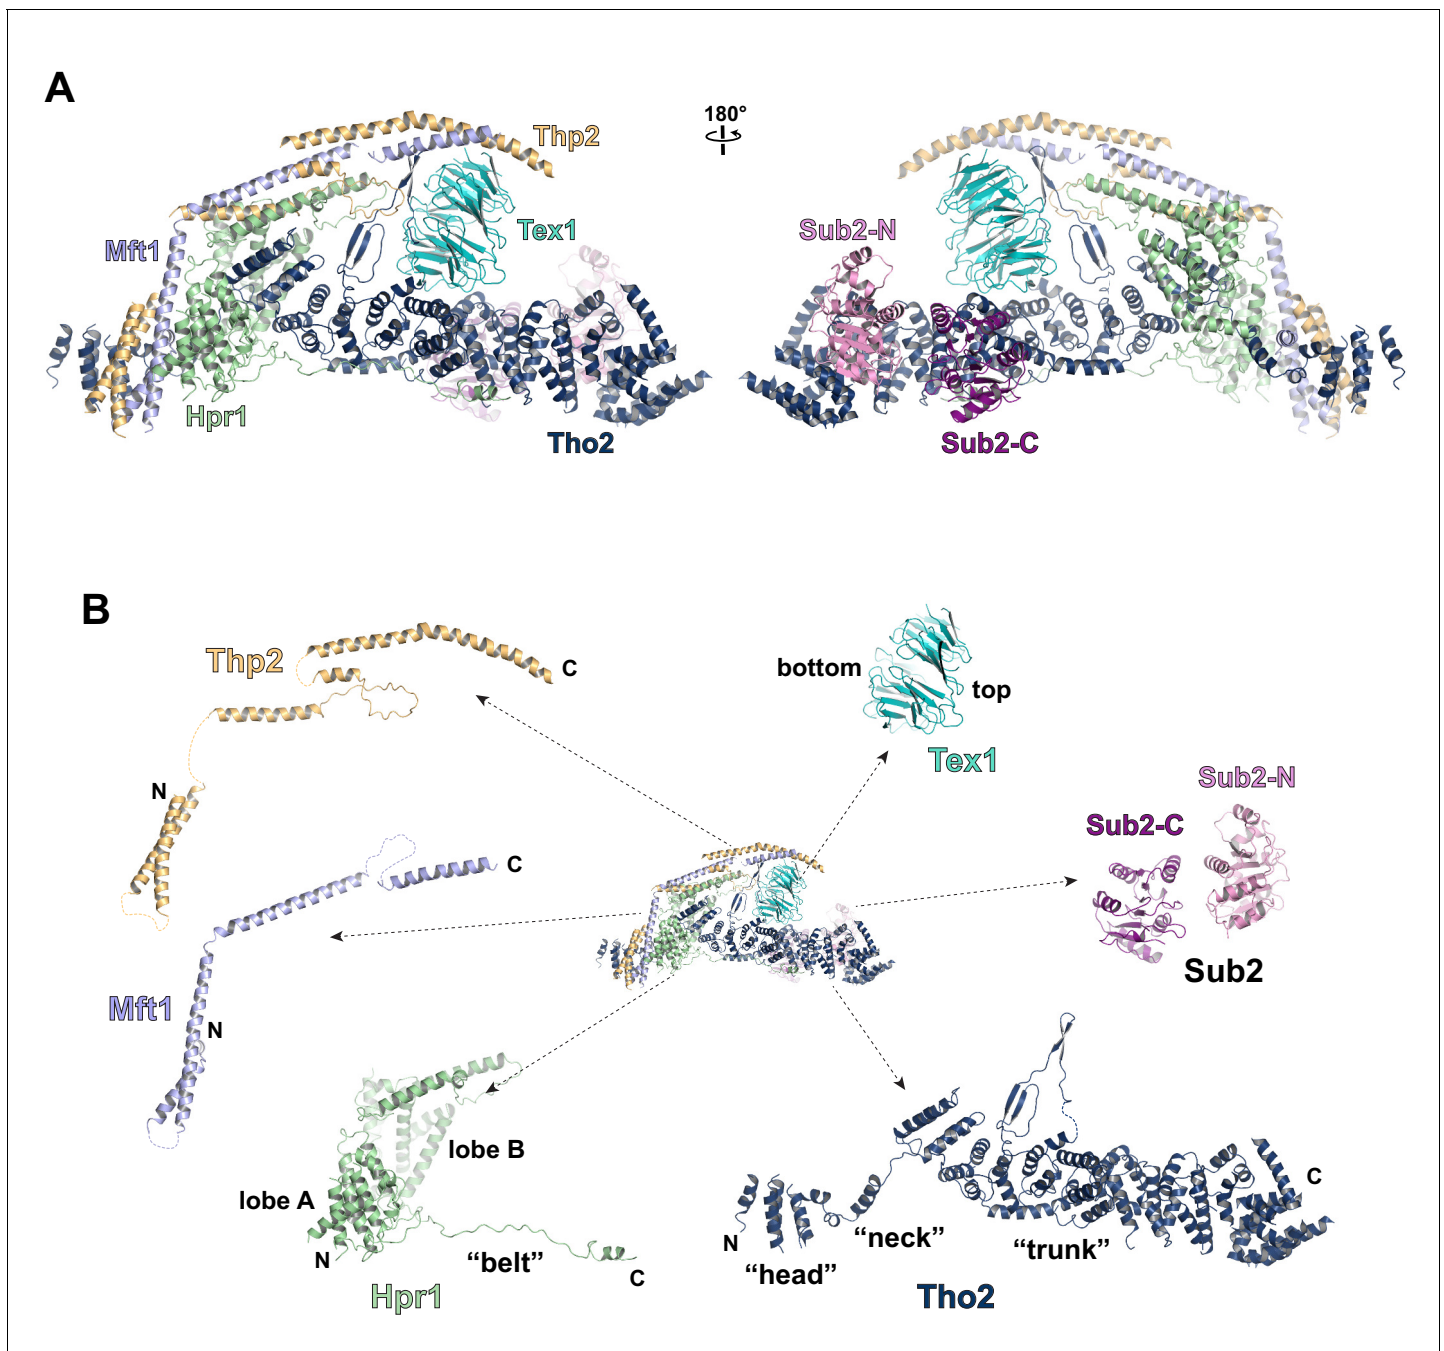 A
180°
Thp2
Tex1
Mft1
Hpr1
Tho2
Sub2-N
Sub2-C
B
Thp2
C
N
bottom
top
Tex1
Sub2-N
Sub2-C
Sub2
C
Mft1
N
lobe B
lobe A
N
“belt”
C
Hpr1
C
N
“neck”
“trunk”
“head”
Tho2